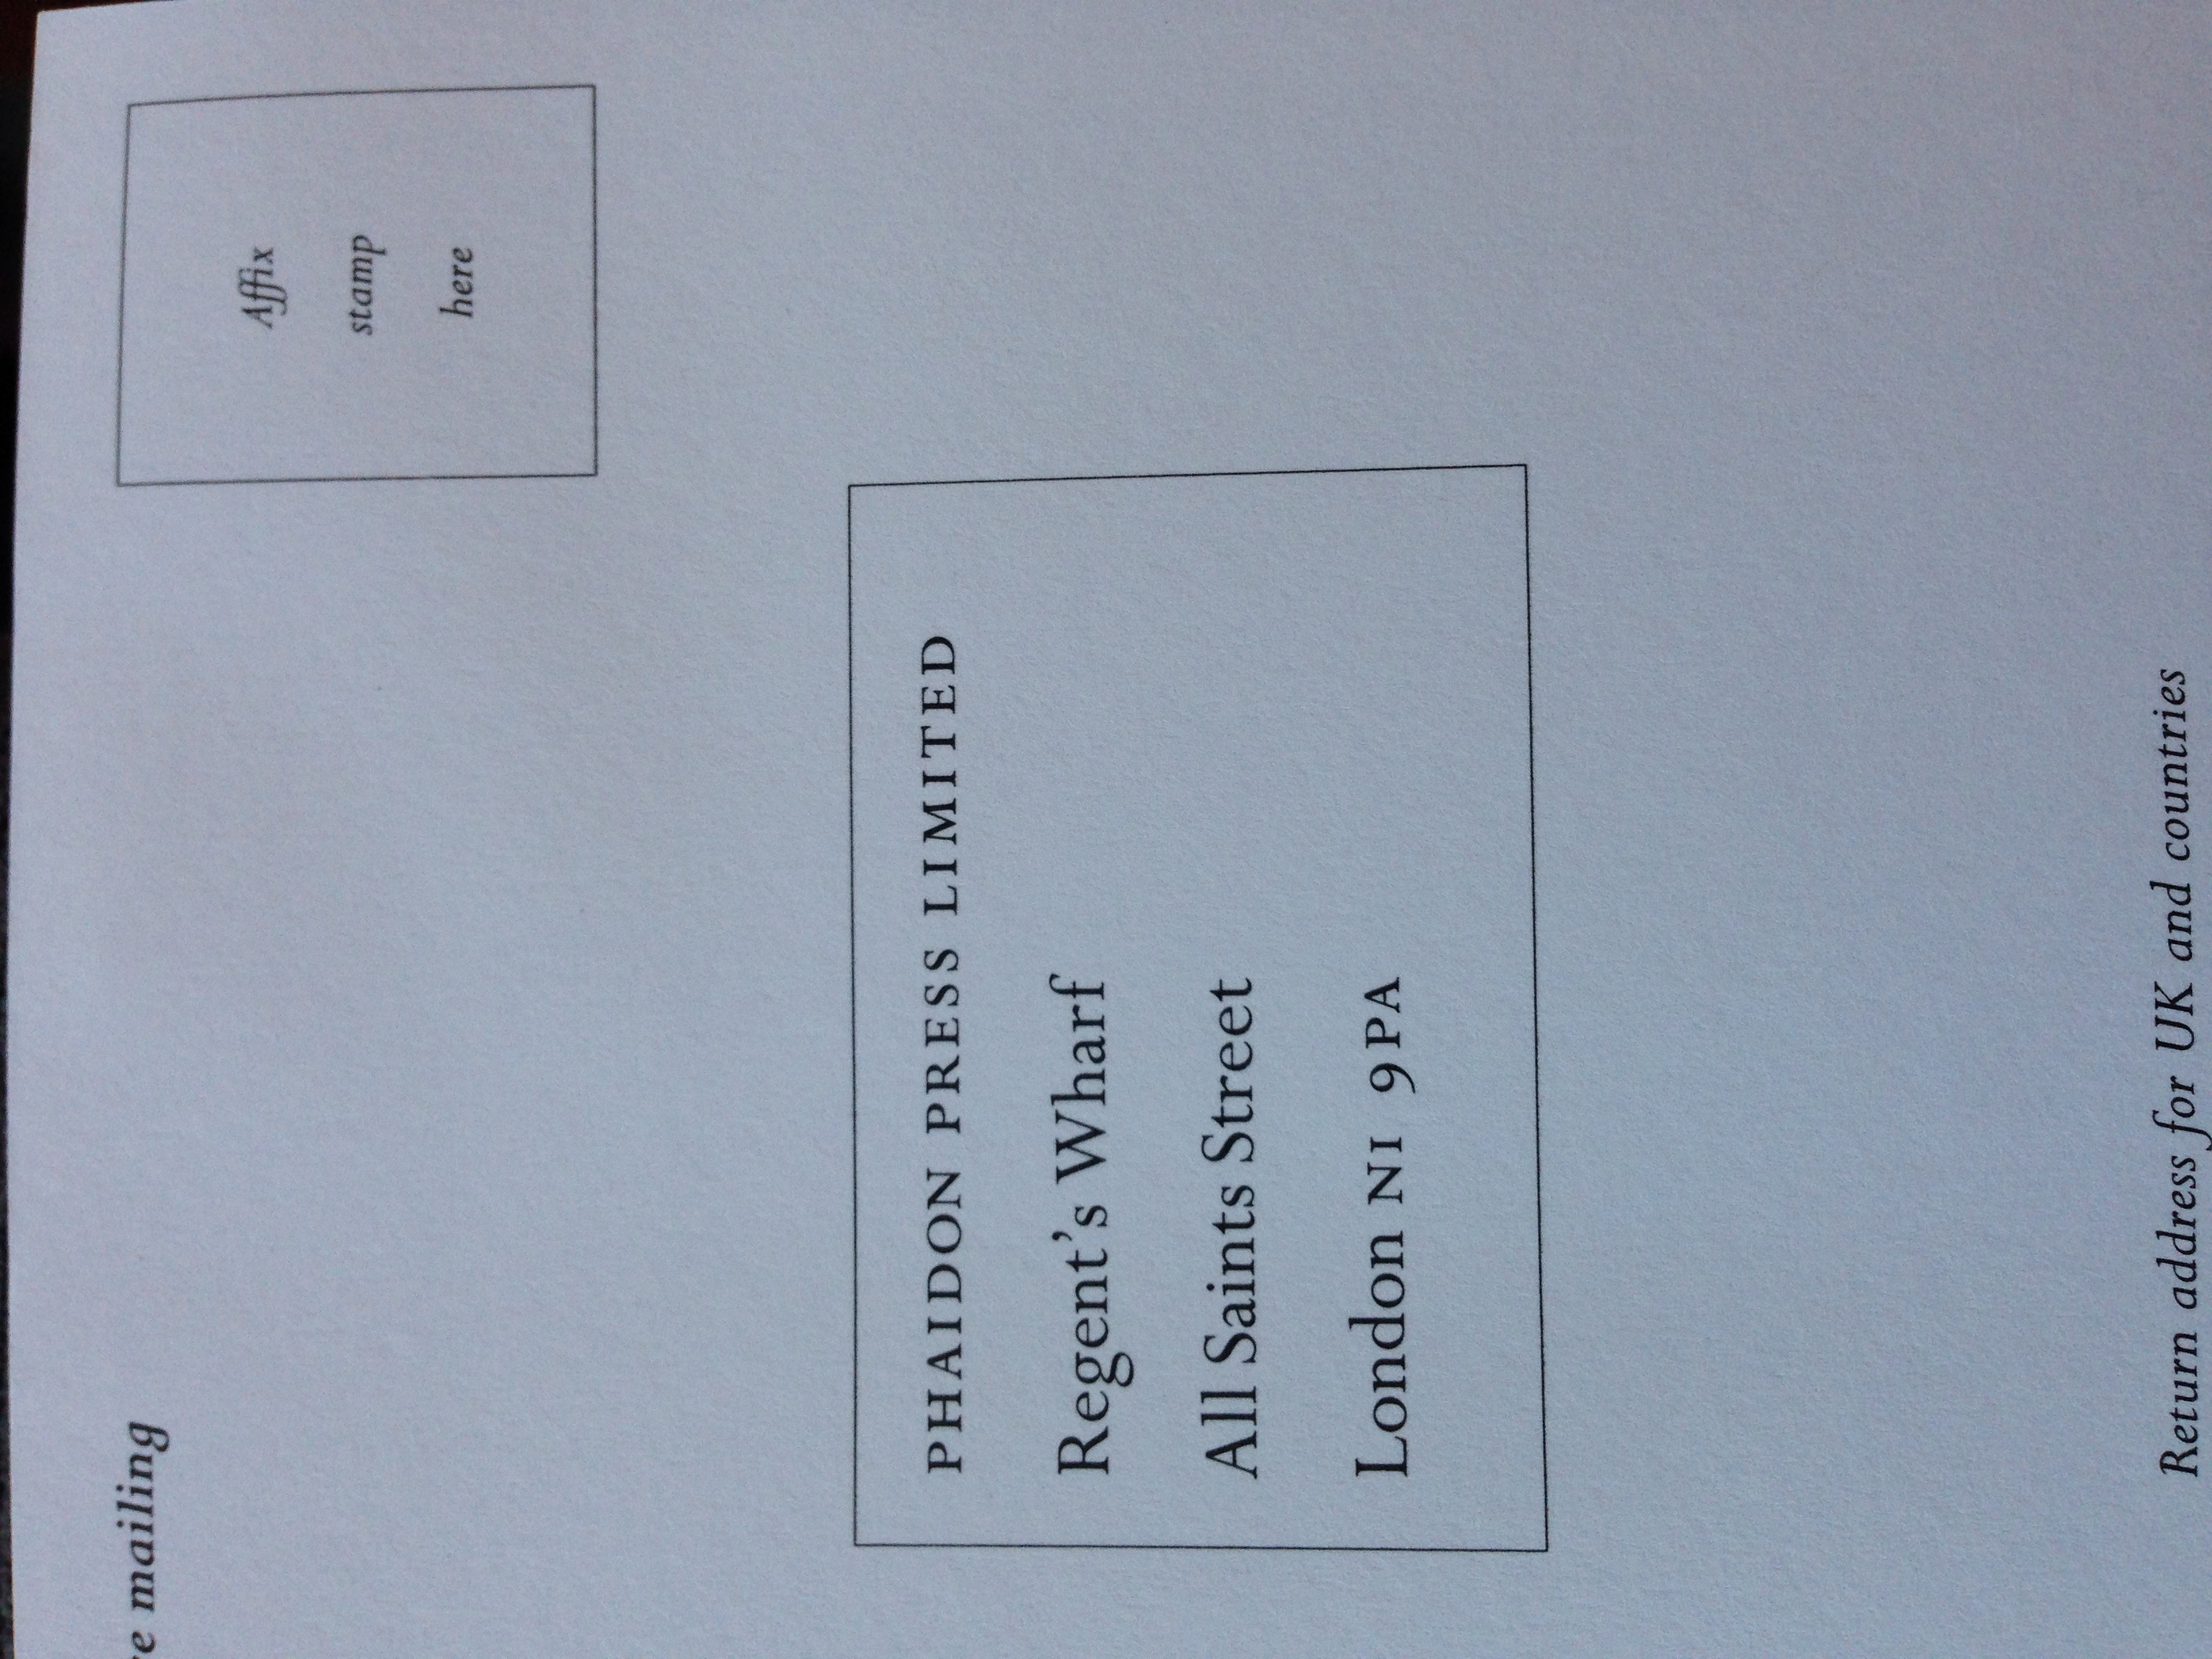 mailing
Affix
stamp
here
PHAIDON PRESS LIMITED
Regent's Wharf
All Saints Street
London N1 9PA
Return address for UK and countries